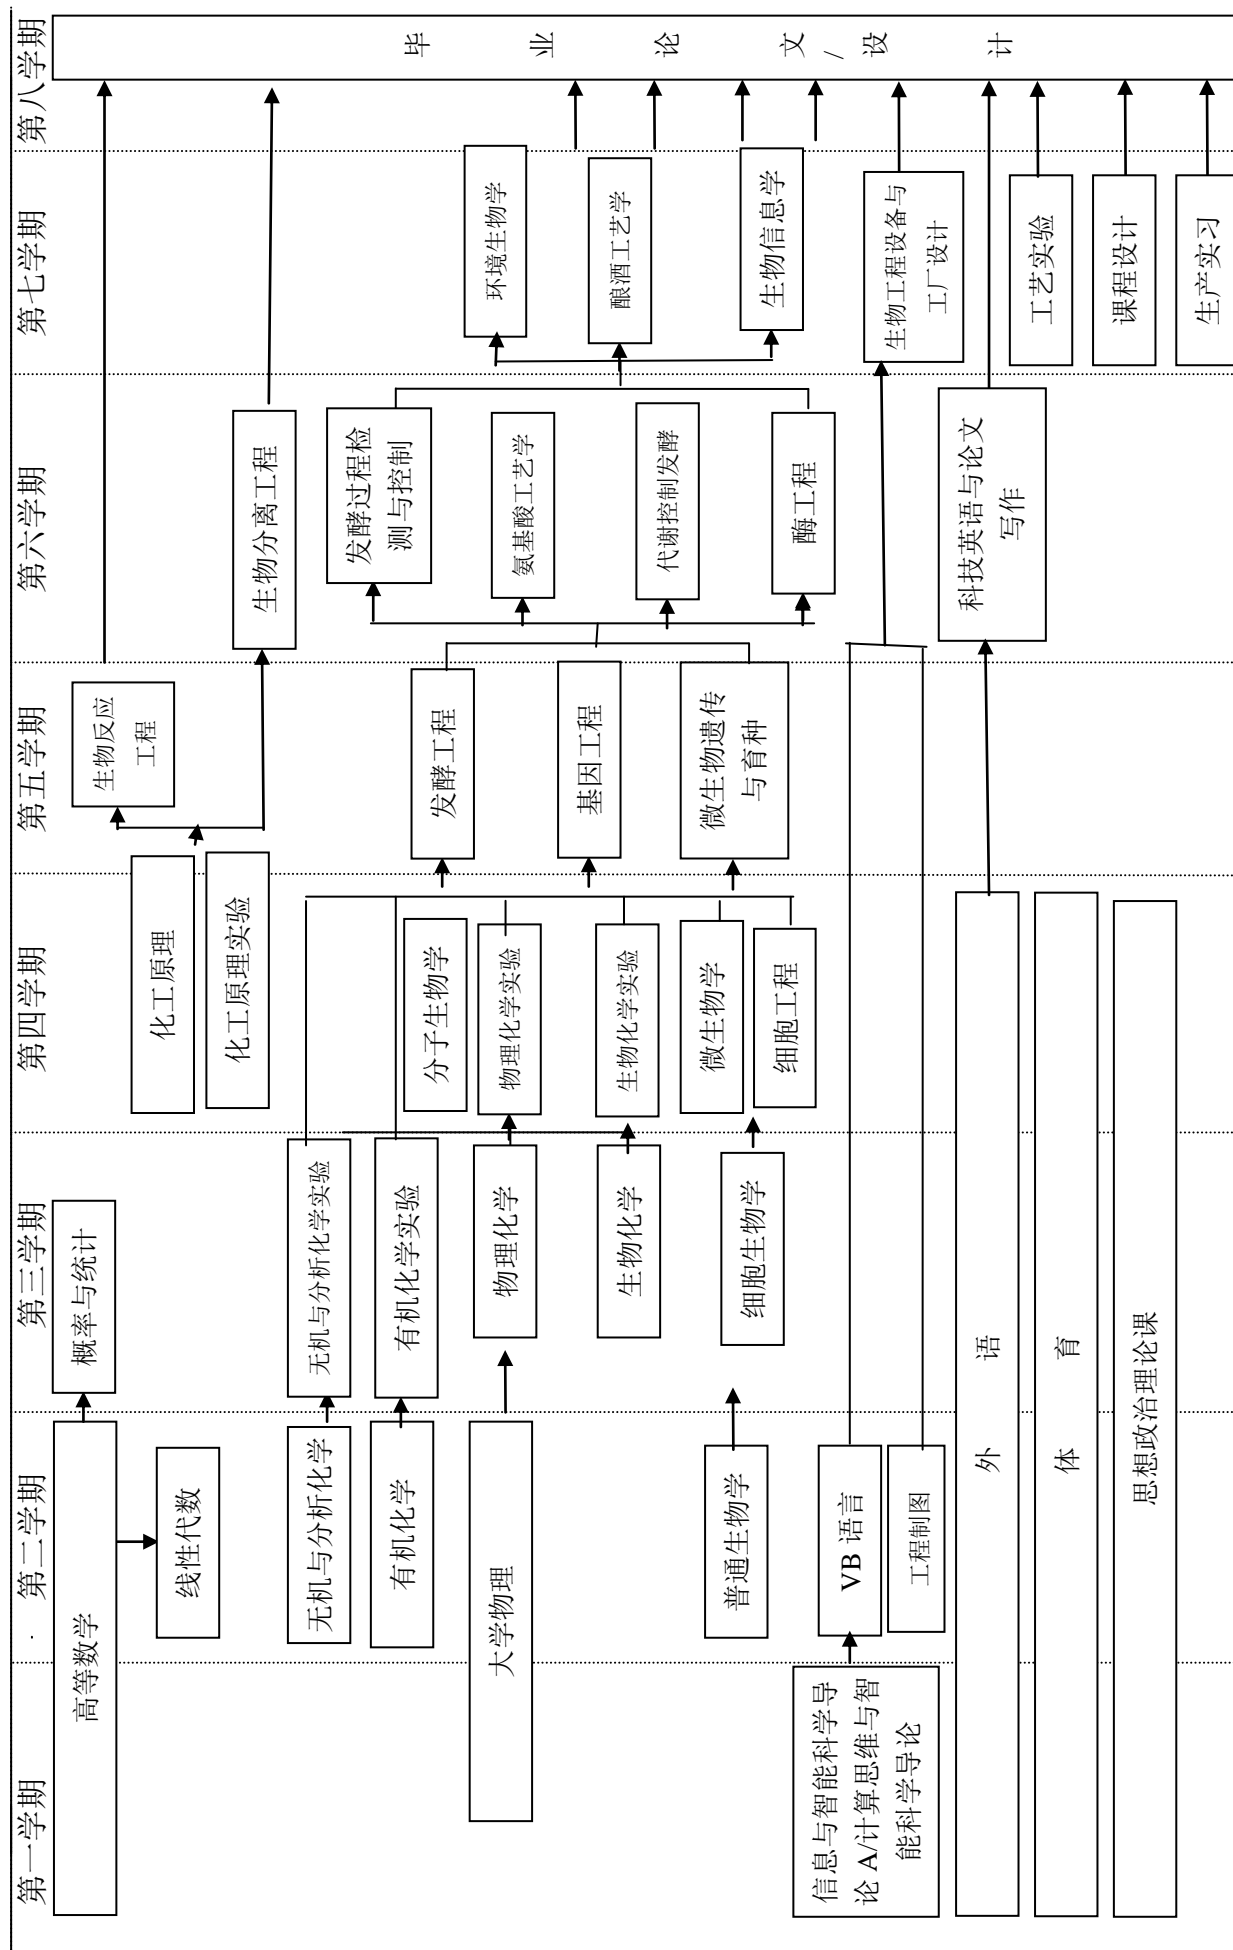 第一学期
第二学期
第三学期
第四学期
第五学期
第六学期
第七学期
第八学期
高等数学
概率与统计
线性代数
化工原理
化工原理实验
生物反应
工程
生物分离工程
无机与分析化学
无机与分析化学实验
有机化学
有机化学实验
大学物理
物理化学
物理化学实验
分子生物学
生物化学
生物化学实验
普通生物学
细胞生物学
微生物学
细胞工程
发酵工程
基因工程
微生物遗传
与育种
发酵过程检
测与控制
氨基酸工艺学
代谢控制发酵
酶工程
环境生物学
酿酒工艺学
生物信息学
信息与智能科学导
论 A/计算思维与智
能科学导论
VB 语言
工程制图
生物工程设备与
工厂设计
外语
科技英语与论文
写作
体育
思想政治理论课
工艺实验
课程设计
生产实习
毕业论文/设计